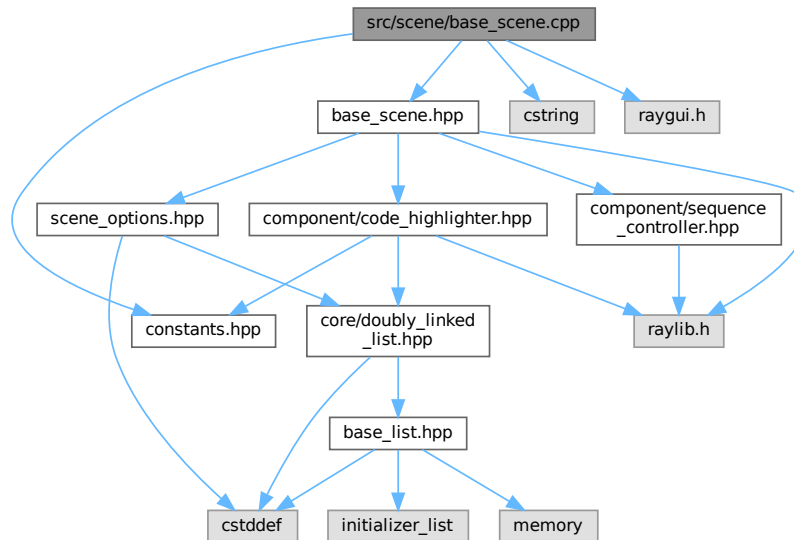 src/scene/base_scene.cpp
base_scene.hpp
cstring
raygui.h
scene_options.hpp
component/code_highlighter.hpp
component/sequence
_controller.hpp
constants.hpp
core/doubly_linked
_list.hpp
raylib.h
base_list.hpp
cstddef
initializer_list
memory